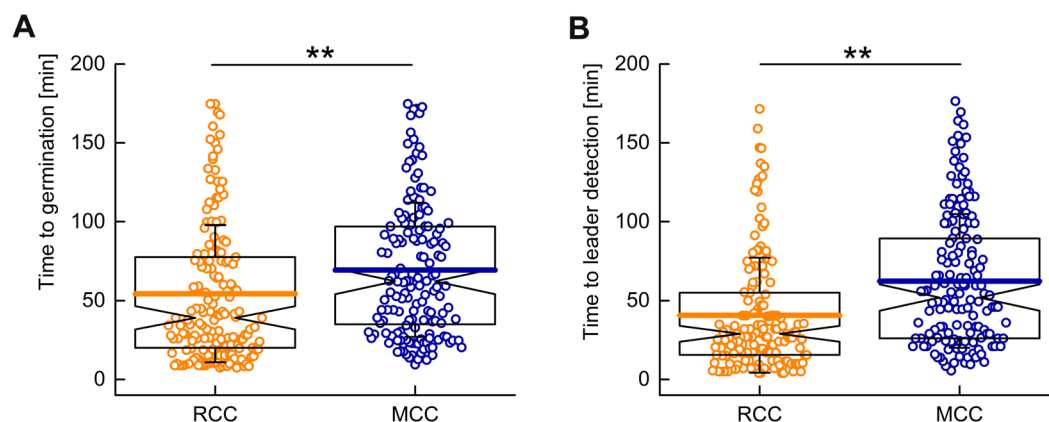 A
B
**
**
Time to germination [min]
200
150
100
50
0
RCC
MCC
Time to leader detection [min]
200
150
100
50
0
RCC
MCC